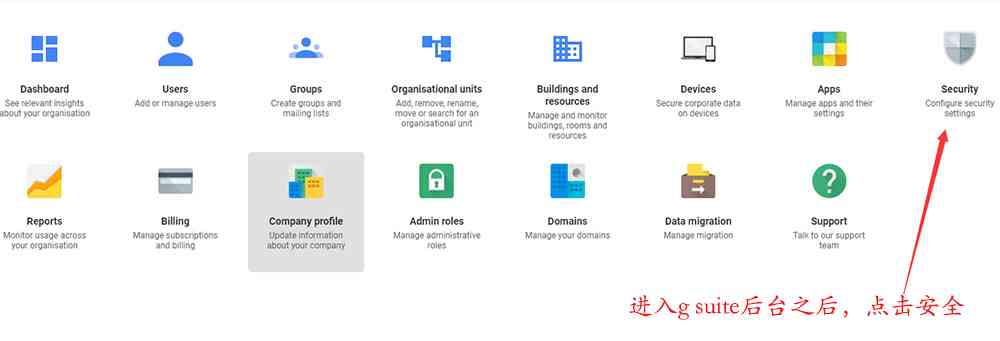 Dashboard
See relevant insights
about your organisation
Users
Add or manage users
Groups
Create groups and
mailing lists
Organisational units
Add, remove, rename,
move or search for an
organisational unit
Buildings and
resources
Manage and monitor
buildings, rooms and
resources
Devices
Secure corporate data
on devices
Apps
Manage apps and their
settings
Security
Configure security
settings
Reports
Monitor usage across
your organisation
Billing
Manage subscriptions
and billing
Company profile
Update information
about your company
Admin roles
Manage administrative
roles
Domains
Manage your domains
Data migration
Manage migration
Support
Talk to our support
team
进入g suite后台之后，点击安全